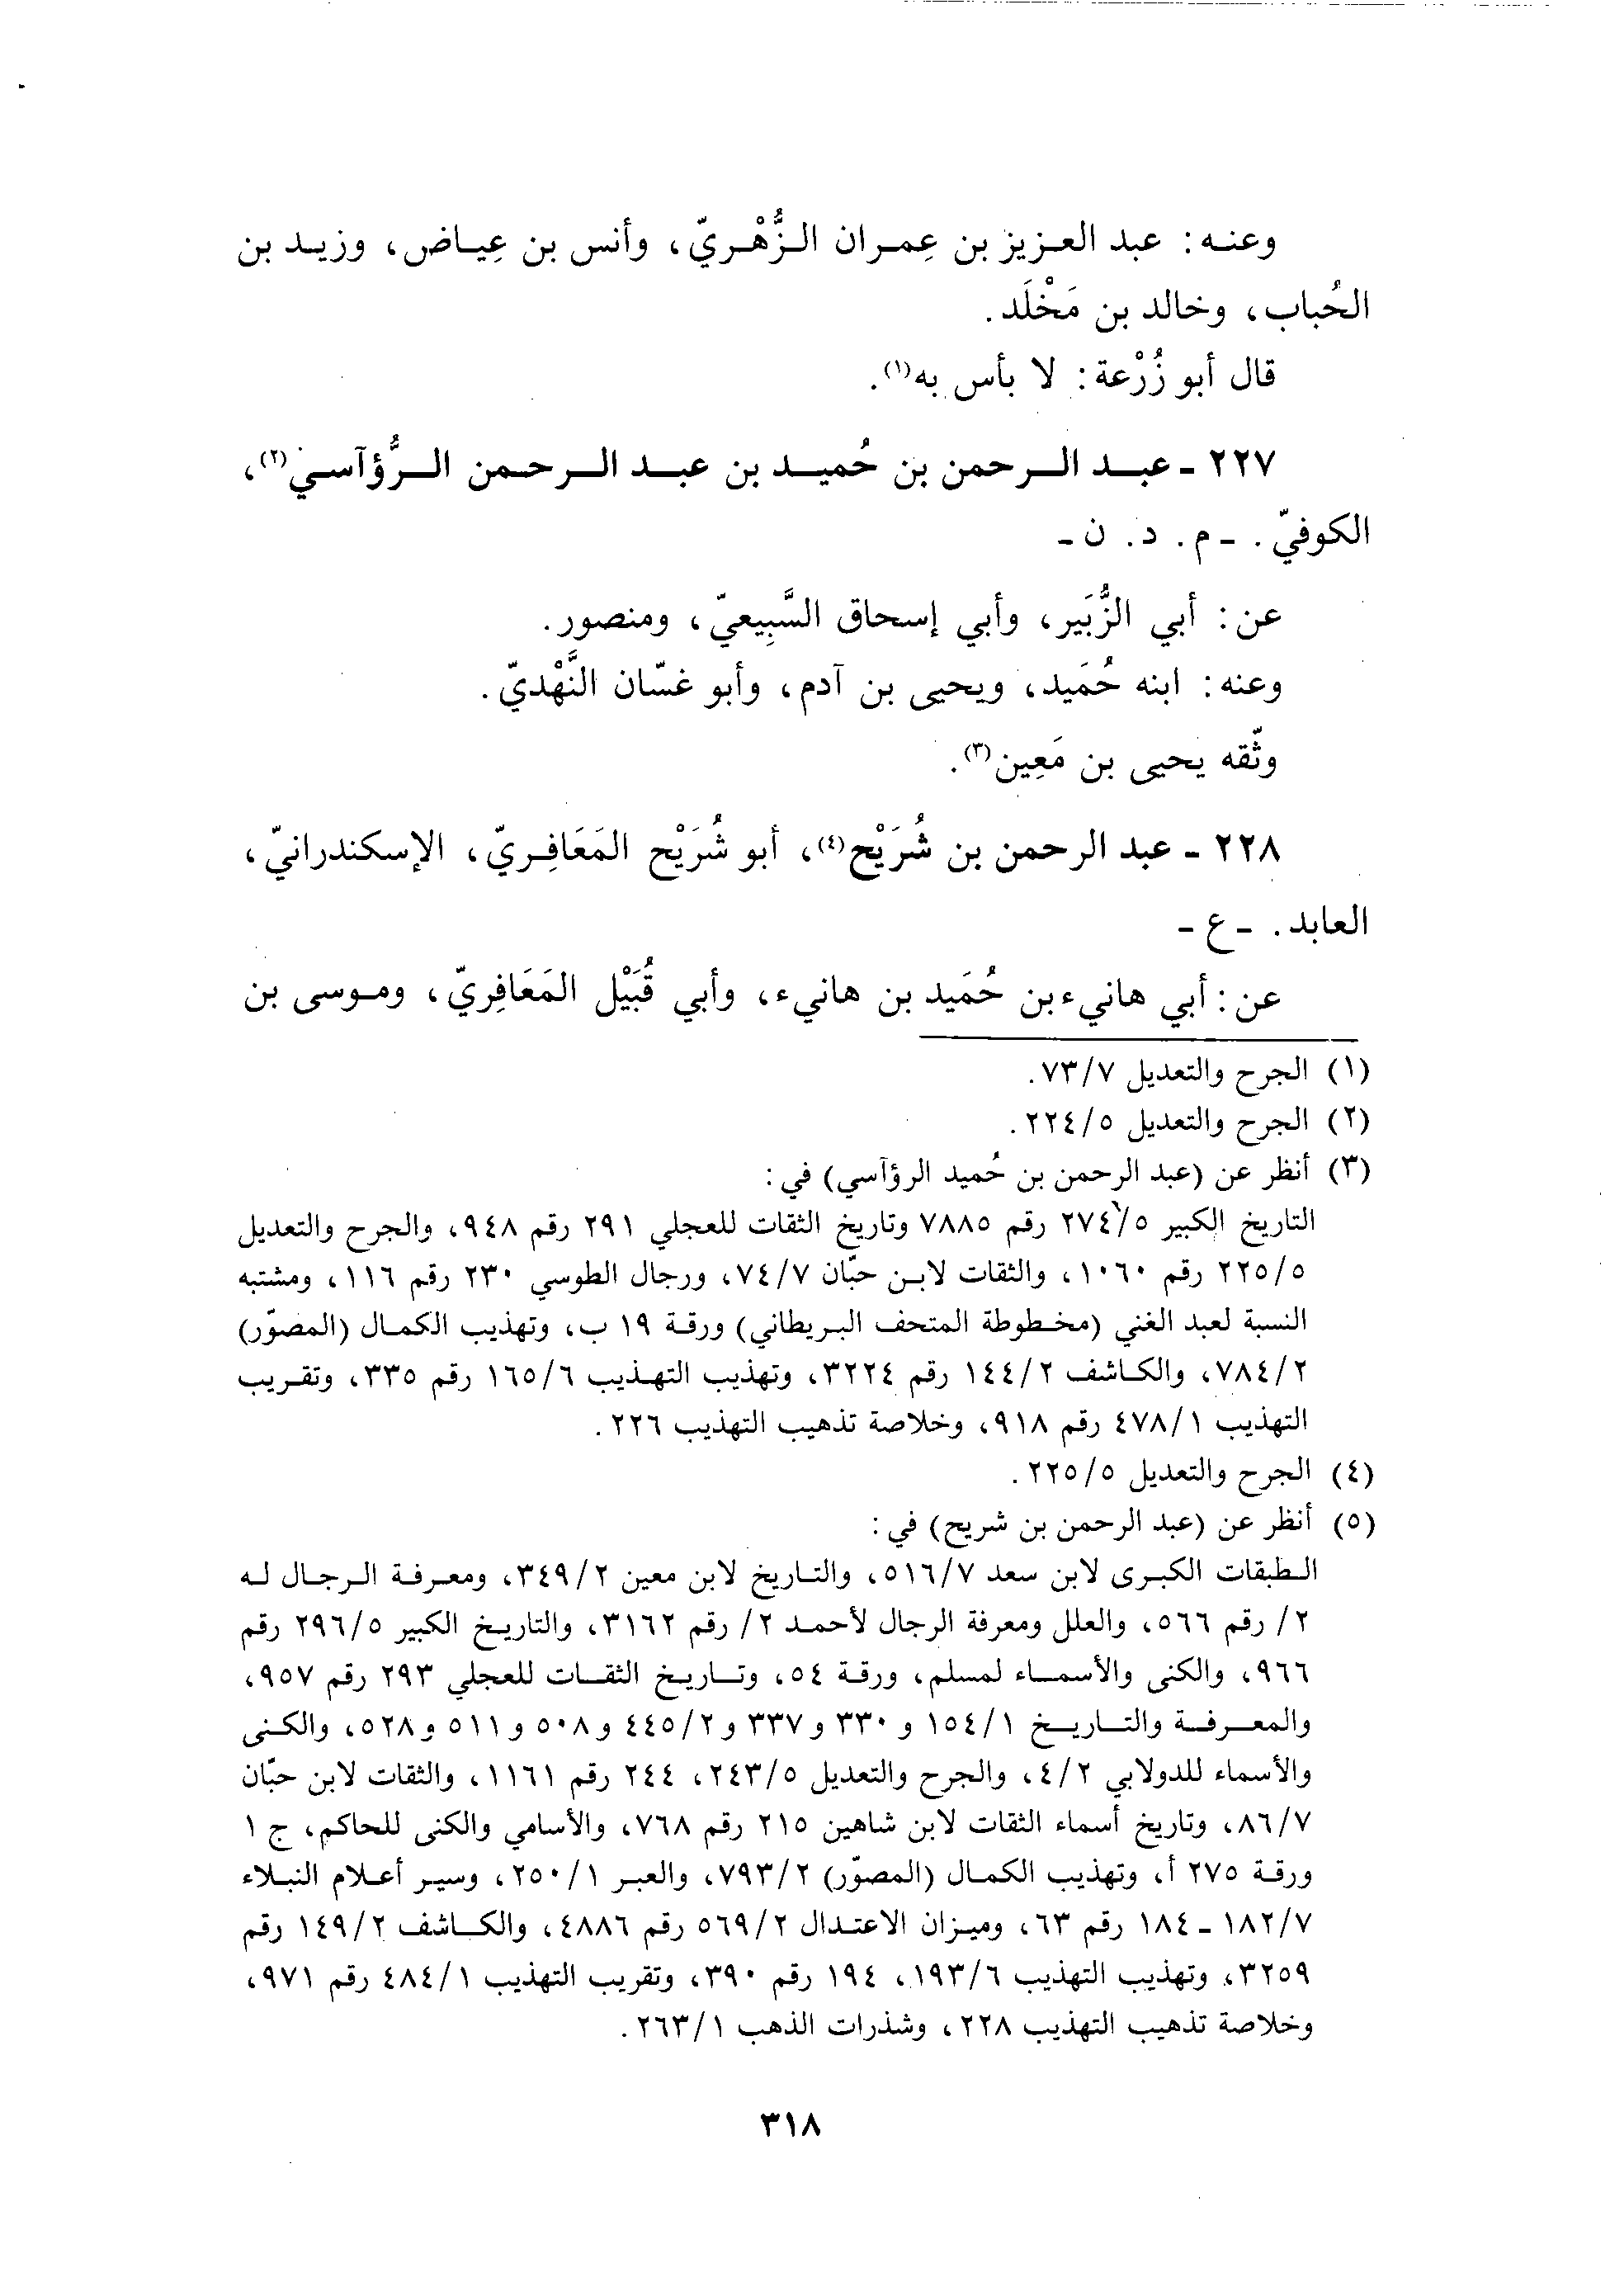 وعنه: عبد العزيز بن عِمران الزُّهْريّ، وأنس بن عِياض، وزيد بن
الحُباب، وخالد بن مَخْلَد.
قال أبو زُرْعة: لا بأس به(١).
٢٢٧ - عبد الرحمن بن حُميد بن عبد الرحمن الرُّؤآسي(٢)،
الكوفيّ. - م. د. ن -
عن: أبي الزُّبَير، وأبي إسحاق السَّبِيعيّ، ومنصور.
وعنه: ابنه حُمَيد، ويحيى بن آدم، وأبو غسّان النَّهْديّ.
وثّقه يحيى بن مَعِين(٣).
٢٢٨ - عبد الرحمن بن شُرَيْح(٤)، أبو شُرَيْح المَعَافِريّ، الإسكندرانيّ،
العابد. - ع -
عن: أبي هانيء بن حُمَيد بن هانيء، وأبي قُبَيْل المَعَافِريّ، وموسى بن
(١) الجرح والتعديل ٧٣/٧.
(٢) الجرح والتعديل ٢٢٤/٥.
(٣) أنظر عن (عبد الرحمن بن حُميد الرؤآسي) في:
التاريخ الكبير ٢٧٤/٥ رقم ٧٨٨٥ وتاريخ الثقات للعجلي ٢٩١ رقم ٩٤٨، والجرح والتعديل
٢٢٥/٥ رقم ١٠٦٠، والثقات لابن حبّان ٧٤/٧، ورجال الطوسي ٢٣٠ رقم ١١٦، ومشتبه
النسبة لعبد الغني (مخطوطة المتحف البريطاني) ورقة ١٩ ب، وتهذيب الكمال (المصوّر)
٧٨٤/٢، والكاشف ١٤٤/٢ رقم ٣٢٢٤، وتهذيب التهذيب ١٦٥/٦ رقم ٣٣٥، وتقريب
التهذيب ٤٧٨/١ رقم ٩١٨، وخلاصة تذهيب التهذيب ٢٢٦.
(٤) الجرح والتعديل ٢٢٥/٥.
(٥) أنظر عن (عبد الرحمن بن شريح) في:
الطبقات الكبرى لابن سعد ٥١٦/٧، والتاريخ لابن معين ٣٤٩/٢، ومعرفة الرجال له
٢/ رقم ٥٦٦، والعلل ومعرفة الرجال لأحمد ٢/ رقم ٣١٦٢، والتاريخ الكبير ٢٩٦/٥ رقم
٩٦٦، والكنى والأسماء لمسلم، ورقة ٥٤، وتاريخ الثقات للعجلي ٢٩٣ رقم ٩٥٧،
والمعرفة والتاريخ ١٥٤/١ و ٣٣٠ و ٣٣٧ و ٤٤٥/٢ و ٥٠٨ و ٥١١ و ٥٢٨، والكنى
والأسماء للدولابي ٤/٢، والجرح والتعديل ٢٤٣/٥، ٢٤٤ رقم ١١٦١، والثقات لابن حبّان
٨٦/٧، وتاريخ أسماء الثقات لابن شاهين ٢١٥ رقم ٧٦٨، والأسامي والكنى للحاكم، ج ١
ورقة ٢٧٥ أ، وتهذيب الكمال (المصوّر) ٧٩٣/٢، والعبر ٢٥٠/١، وسير أعلام النبلاء
١٨٢/٧ - ١٨٤ رقم ٦٣، وميزان الاعتدال ٥٦٩/٢ رقم ٤٨٨٦، والكاشف ١٤٩/٢ رقم
٣٢٥٩، وتهذيب التهذيب ١٩٣/٦، ١٩٤ رقم ٣٩٠، وتقريب التهذيب ٤٨٤/١ رقم ٩٧١،
وخلاصة تذهيب التهذيب ٢٢٨، وشذرات الذهب ٢٦٣/١.
٣١٨